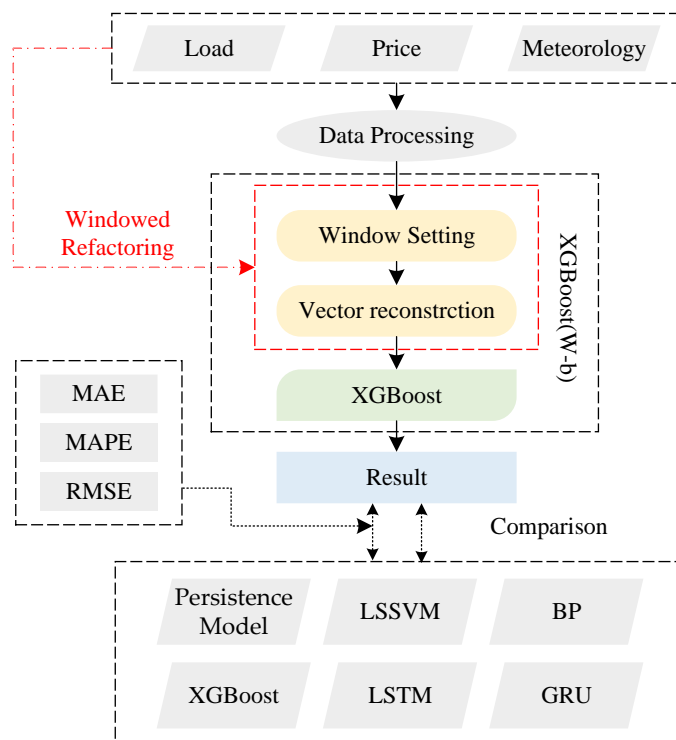 Load
Price
Meteorology
Data Processing
Windowed
Refactoring
Window Setting
Vector reconstrction
XGBoost
XGBoost(W-b)
MAE
MAPE
RMSE
Result
Comparison
Persistence
Model
LSSVM
BP
XGBoost
LSTM
GRU